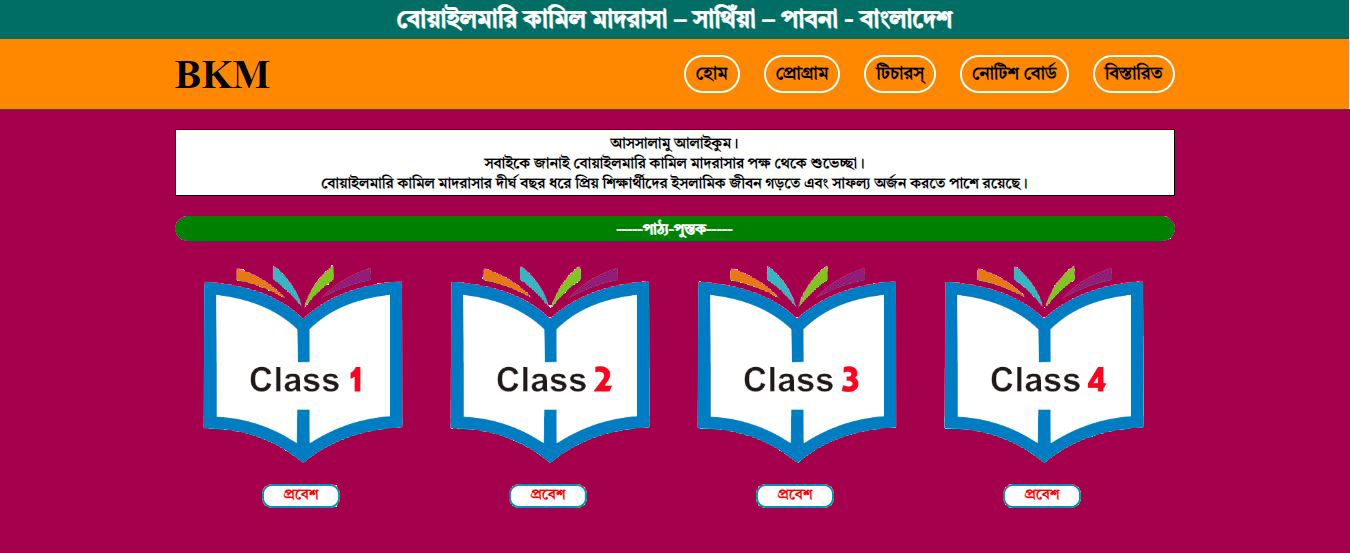 বোয়াইলমারি কামিল মাদরাসা – সাথিঁয়া – পাবনা - বাংলাদেশ
BKM
হোম প্রোগ্রাম টিচারস্ নোটিশ বোর্ড বিস্তারিত
আসসালামু আলাইকুম।
সবাইকে জানাই বোয়াইলমারি কামিল মাদরাসার পক্ষ থেকে শুভেচ্ছা।
বোয়াইলমারি কামিল মাদরাসার দীর্ঘ বছর ধরে প্রিয় শিক্ষার্থীদের ইসলামিক জীবন গড়তে এবং সাফল্য অর্জন করতে পাশে রয়েছে।
-----পাঠ্য-পুস্তক-----
Class 1 Class 2 Class 3 Class 4
প্রবেশ প্রবেশ প্রবেশ প্রবেশ